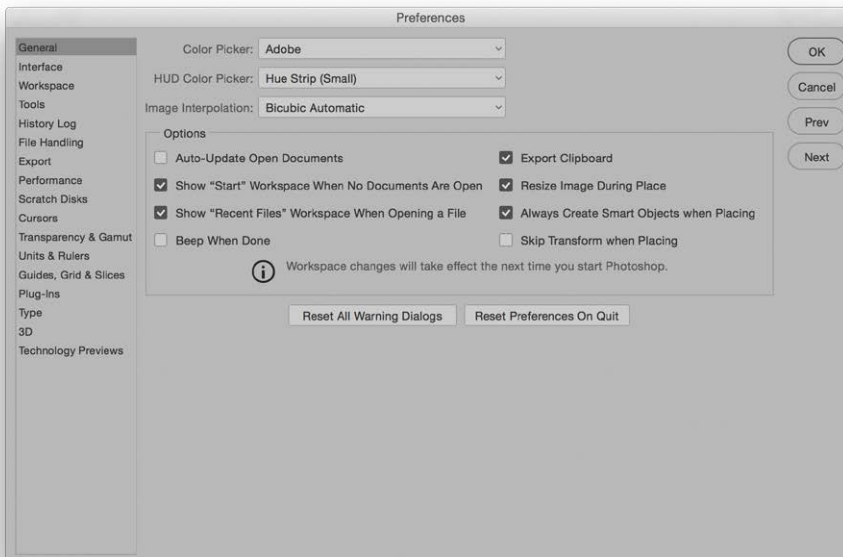 Preferences
General
Interface
Workspace
Tools
History Log
File Handling
Export
Performance
Scratch Disks
Cursors
Transparency & Gamut
Units & Rulers
Guides, Grid & Slices
Plug-Ins
Type
3D
Technology Previews
Color Picker: Adobe
HUD Color Picker: Hue Strip (Small)
Image Interpolation: Bicubic Automatic
Options
Auto-Update Open Documents
Show “Start” Workspace When No Documents Are Open
Show “Recent Files” Workspace When Opening a File
Beep When Done
Export Clipboard
Resize Image During Place
Always Create Smart Objects when Placing
Skip Transform when Placing
Workspace changes will take effect the next time you start Photoshop.
Reset All Warning Dialogs
Reset Preferences On Quit
OK
Cancel
Prev
Next